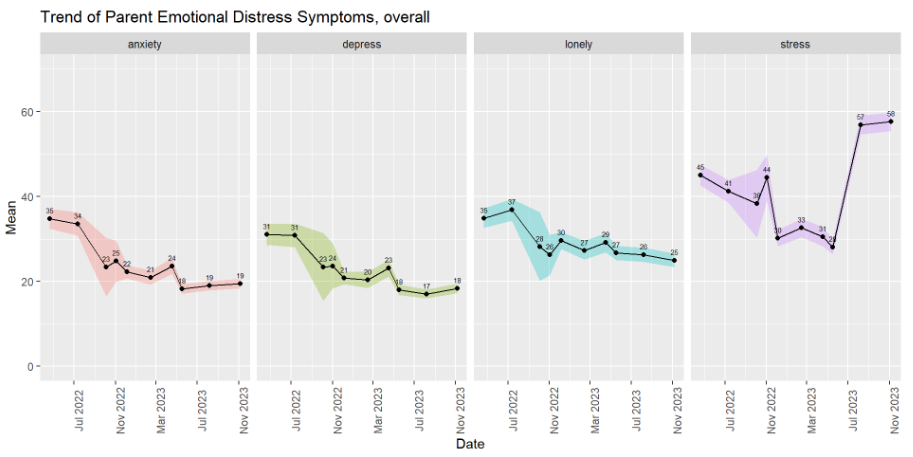 Trend of Parent Emotional Distress Symptoms, overall
anxiety
depress
lonely
stress
Mean
60
40
20
0
35
34
23
25
22
21
24
18
19
19
31
31
23
24
21
20
23
18
17
18
35
37
28
26
30
27
29
27
26
25
45
41
38
44
30
33
31
28
57
58
Jul 2022
Nov 2022
Mar 2023
Jul 2023
Nov 2023
Jul 2022
Nov 2022
Mar 2023
Jul 2023
Nov 2023
Jul 2022
Nov 2022
Mar 2023
Jul 2023
Nov 2023
Jul 2022
Nov 2022
Mar 2023
Jul 2023
Nov 2023
Date